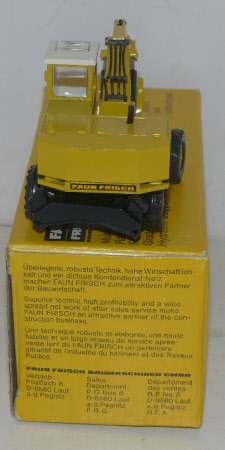 FAUN FRISCH
Überlegene, robuste Technik, hohe Wirtschaftlich-
keit und ein dichtes Kundendienst-Netz
machen FAUN FRISCH zum attraktiven Partner
der Bauwirtschaft.
Superior technic high profitability and a wide
spread net work of after sales service make
FAUN FRISCH an attractive partner of the con-
struction business.
Une technique robuste et élaborée, une haute
fiabilité et un large réseau de service après-
vente font de FAUN FRISCH un partenaire
attractif de l'industrie du bâtiment et des Travaux
Publics.
FAUN FRISCH BAUMASCHINEN GMBH
Vertrieb: Sales Département
Postfach 8 Department: des ventes
D-8560 Lauf P.O. Box 8 B.P. No. 8
a.d. Pegnitz D-8560 Lauf D-8560 Lauf
a.d. Pegnitz a.d. Pegnitz
F.R.G. R.F.A.